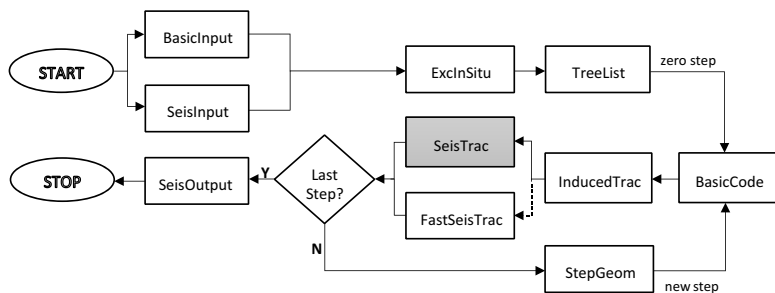 BasicInput
START
ExcInSitu
TreeList
zero step
SeisInput
SeisTrac
STOP
SeisOutput
Y
Last
Step?
InducedTrac
BasicCode
FastSeisTrac
N
StepGeom
new step